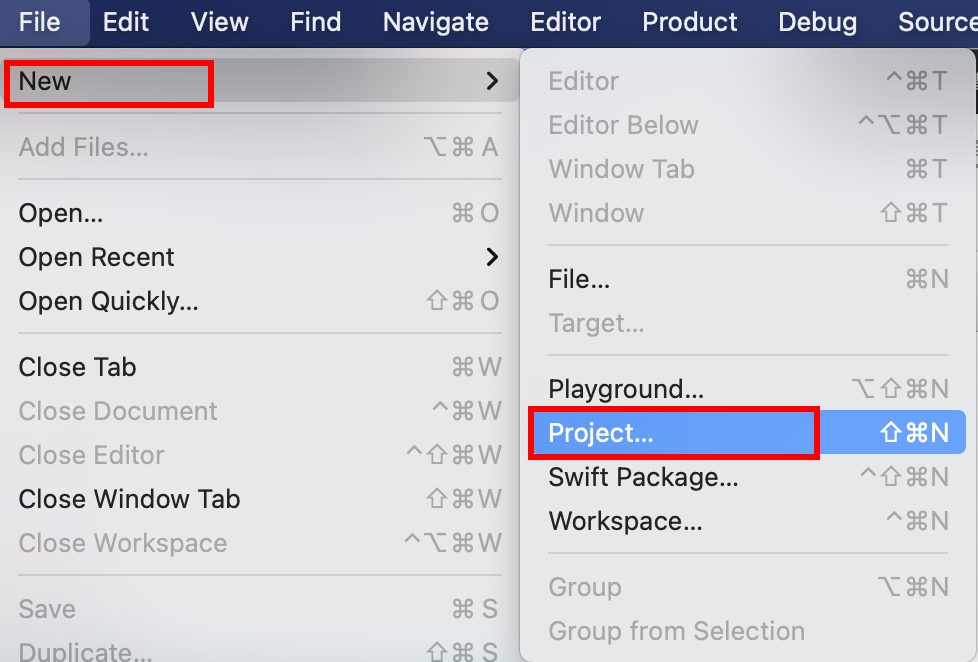 File Edit View Find Navigate Editor Product Debug Source
New
Add Files... ⌥⌘A
Open... ⌘O
Open Recent
Open Quickly... ⇧⌘O
Close Tab ⌘W
Close Document ^⌘W
Close Editor ^⇧⌘W
Close Window Tab ⇧⌘W
Close Workspace ^⌥⌘W
Save ⌘S
Duplicate... ⇧⌘S
Editor ^⌘T
Editor Below ^⌥⌘T
Window Tab ⌘T
Window ⇧⌘T
File... ⌘N
Target...
Playground... ⌥⇧⌘N
Project... ⇧⌘N
Swift Package... ^⇧⌘N
Workspace... ^⌘N
Group ⌥⌘N
Group from Selection